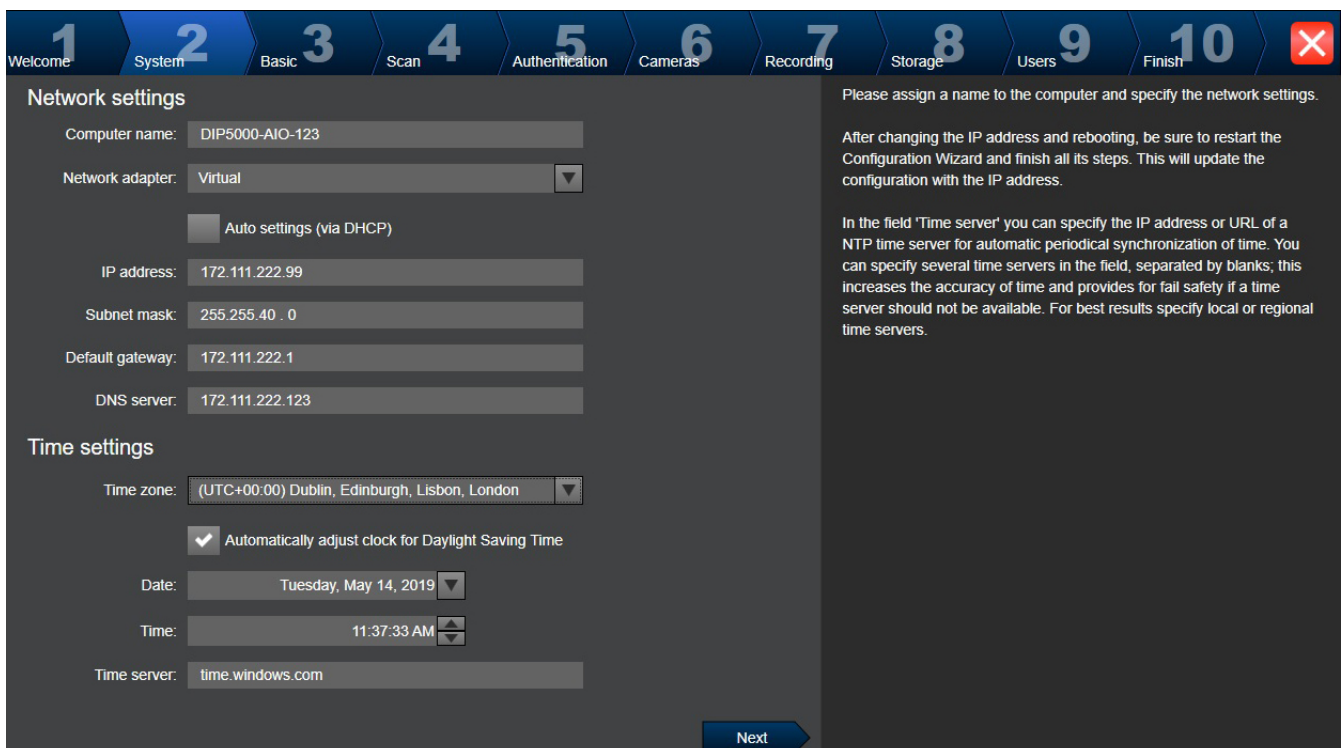 1 Welcome
2 System
3 Basic
4 Scan
5 Authentication
6 Cameras
7 Recording
8 Storage
9 Users
10 Finish
Network settings
Computer name: DIP5000-AIO-123
Network adapter: Virtual
Auto settings (via DHCP)
IP address: 172.111.222.99
Subnet mask: 255.255.40 . 0
Default gateway: 172.111.222.1
DNS server: 172.111.222.123
Time settings
Time zone: (UTC+00:00) Dublin, Edinburgh, Lisbon, London
Automatically adjust clock for Daylight Saving Time
Date: Tuesday, May 14, 2019
Time: 11:37:33 AM
Time server: time.windows.com
Next
Please assign a name to the computer and specify the network settings.
After changing the IP address and rebooting, be sure to restart the
Configuration Wizard and finish all its steps. This will update the
configuration with the IP address.
In the field 'Time server' you can specify the IP address or URL of a
NTP time server for automatic periodical synchronization of time. You
can specify several time servers in the field, separated by blanks; this
increases the accuracy of time and provides for fail safety if a time
server should not be available. For best results specify local or regional
time servers.